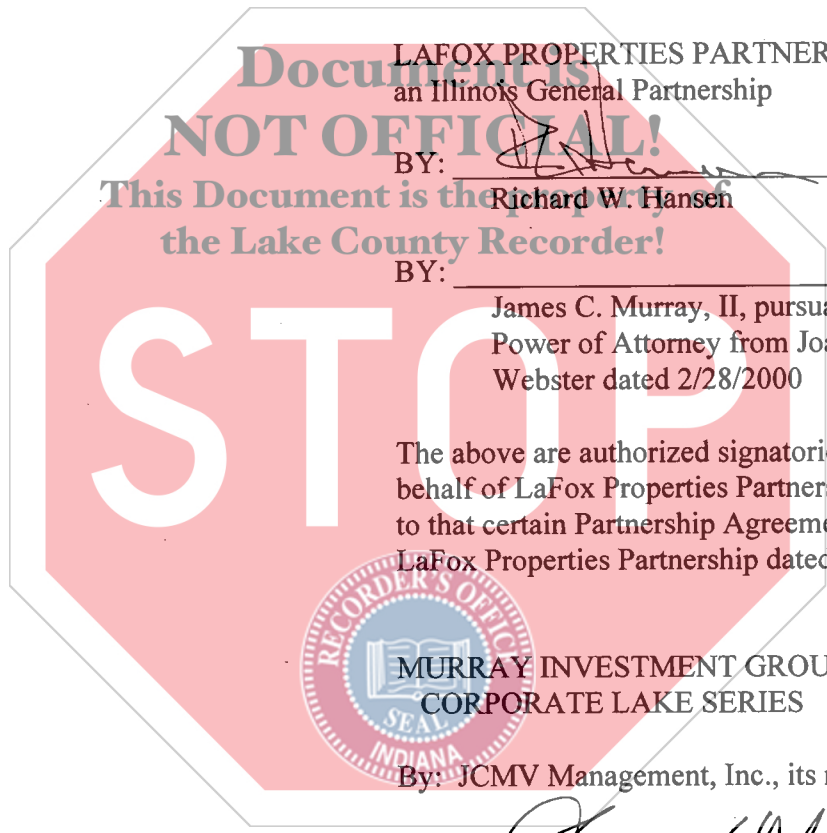 Document is
NOT OFFICIAL!
This Document is the property of
the Lake County Recorder!
STOP
LAFOX PROPERTIES PARTNER
an Illinois General Partnership
BY:
Richard W. Hansen
BY:
James C. Murray, II, pursua
Power of Attorney from Joa
Webster dated 2/28/2000
The above are authorized signatori
behalf of LaFox Properties Partners
to that certain Partnership Agreeme
LaFox Properties Partnership dated
RECORDER'S OFFICE
SEAL
INDIANA
MURRAY INVESTMENT GROU
CORPORATE LAKE SERIES
By: JCMV Management, Inc., its